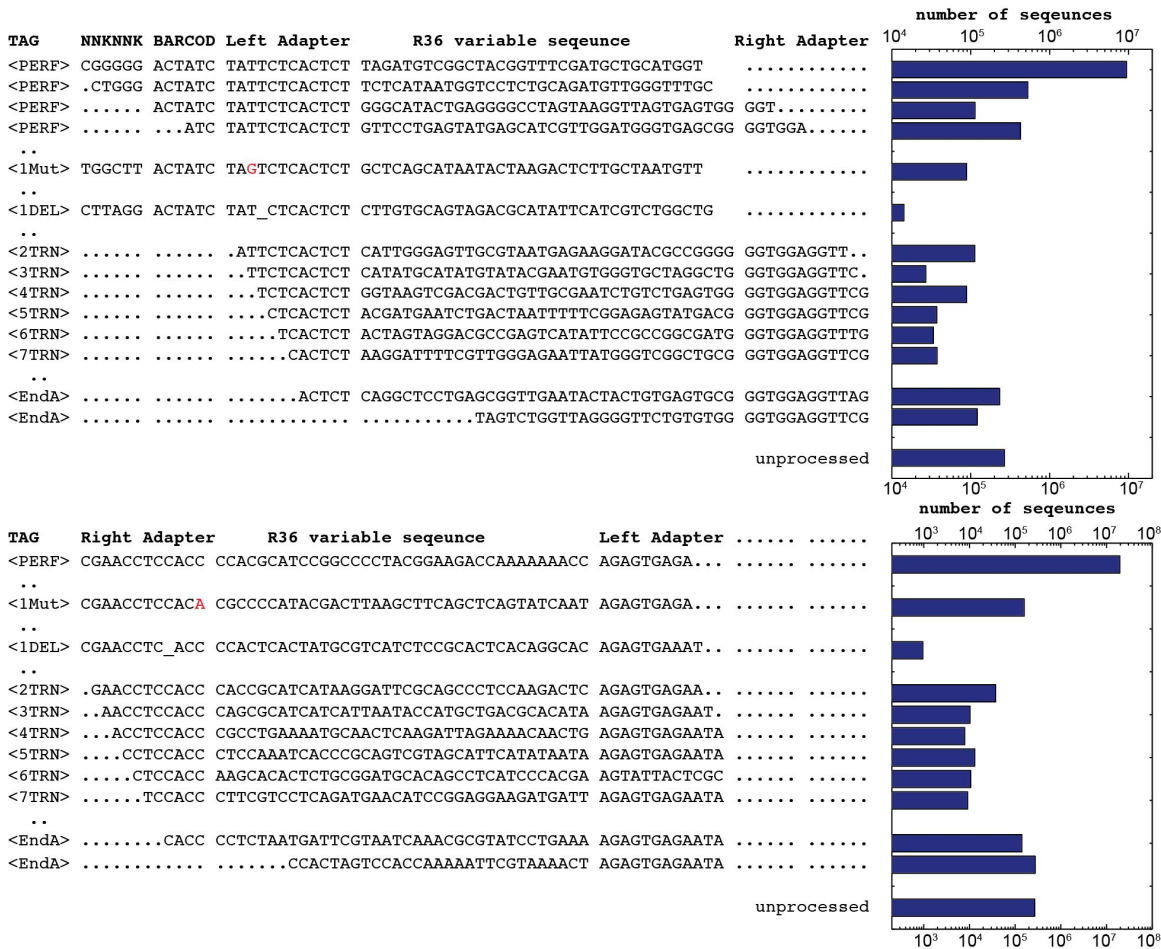 number of seqeunces
TAG NNKNNK BARCOD Left Adapter R36 variable seqeunce Right Adapter 10⁴ 10⁵ 10⁶ 10⁷
<PERF> CGGGGG ACTATC TATTCTCACTCT TAGATGTCGGCTACGGTTTCGATGCTGCATGGT ............
<PERF> .CTGGG ACTATC TATTCTCACTCT TCTCATAATGGTCCTCTGCAGATGTTGGGTTTGC ............
<PERF> ...... ACTATC TATTCTCACTCT GGGCATACTGAGGGGCCTAGTAAGGTTAGTGAGTGG GGT.........
<PERF> ...... ...ATC TATTCTCACTCT GTTCCTGAGTATGAGCATCGTTGGATGGGTGAGCGG GGTGGA......
..
<1Mut> TGGCTT ACTATC TAGTCTCACTCT GCTCAGCATAATACTAAGACTCTTGCTAATGTT ............
..
<1DEL> CTTAGG ACTATC TAT_CTCACTCT CTTGTGCAGTAGACGCATATTCATCGTCTGGCTG ............
..
<2TRN> ...... ...... .ATTCTCACTCT CATTGGGAGTTGCGTAATGAGAAGGATACGCCGGGG GGTGGAGGTT..
<3TRN> ...... ...... ..TTCTCACTCT CATATGCATATGTATACGAATGTGGGTGCTAGGCTG GGTGGAGGTTC.
<4TRN> ...... ...... ...TCTCACTCT GGTAAGTCGACGACTGTTGCGAATCTGTCTGAGTGG GGTGGAGGTTCG
<5TRN> ...... ...... ....CTCACTCT ACGATGAATCTGACTAATTTTTCGGAGAGTATGACG GGTGGAGGTTCG
<6TRN> ...... ...... .....TCACTCT ACTAGTAGGACGCCGAGTCATATTCCGCCGGCGATG GGTGGAGGTTTG
<7TRN> ...... ...... ......CACTCT AAGGATTTTCGTTGGGAGAATTATGGGTCGGCTGCG GGTGGAGGTTCG
..
<EndA> ...... ...... .......ACTCT CAGGCTCCTGAGCGGTTGAATACTACTGTGAGTGCG GGTGGAGGTTAG
<EndA> ...... ...... ............ ...........TAGTCTGGTTAGGGGTTCTGTGTGG GGTGGAGGTTCG
unprocessed
10⁴ 10⁵ 10⁶ 10⁷
number of seqeunces
TAG Right Adapter R36 variable seqeunce Left Adapter ...... ...... 10³ 10⁴ 10⁵ 10⁶ 10⁷ 10⁸
<PERF> CGAACCTCCACC CCACGCATCCGGCCCCTACGGAAGACCAAAAAAACC AGAGTGAGA... ...... ......
..
<1Mut> CGAACCTCCACA CGCCCCATACGACTTAAGCTTCAGCTCAGTATCAAT AGAGTGAGA... ...... ......
..
<1DEL> CGAACCTC_ACC CCACTCACTATGCGTCATCTCCGCACTCACAGGCAC AGAGTGAAAT.. ...... ......
..
<2TRN> .GAACCTCCACC CACCGCATCATAAGGATTCGCAGCCCTCCAAGACTC AGAGTGAGAA.. ...... ......
<3TRN> ..AACCTCCACC CAGCGCATCATCATTAATACCATGCTGACGCACATA AGAGTGAGAAT. ...... ......
<4TRN> ...ACCTCCACC CGCCTGAAAATGCAACTCAAGATTAGAAAACAACTG AGAGTGAGAATA ...... ......
<5TRN> ....CCTCCACC CTCCAAATCACCCGCAGTCGTAGCATTCATATAATA AGAGTGAGAATA ...... ......
<6TRN> .....CTCCACC AAGCACACTCTGCGGATGCACAGCCTCATCCCACGA AGTATTACTCGC ...... ......
<7TRN> ......TCCACC CTTCGTCCTCAGATGAACATCCGGAGGAAGATGATT AGAGTGAGAATA ...... ......
..
<EndA> ........CACC CCTCTAATGATTCGTAATCAAACGCGTATCCTGAAA AGAGTGAGAATA ...... ......
<EndA> ............ .......CCACTAGTCCACCAAAAATTCGTAAAACT AGAGTGAGAATA ...... ......
unprocessed
10³ 10⁴ 10⁵ 10⁶ 10⁷ 10⁸